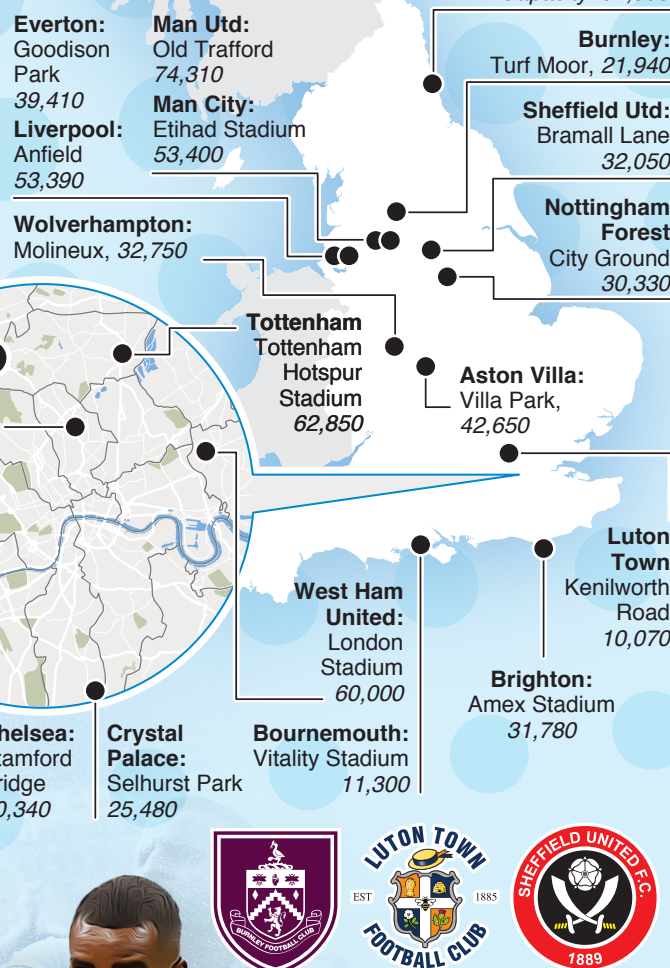 Everton:
Goodison
Park
39,410
Liverpool:
Anfield
53,390
Man Utd:
Old Trafford
74,310
Man City:
Etihad Stadium
53,400
Burnley:
Turf Moor, 21,940
Sheffield Utd:
Bramall Lane
32,050
Nottingham
Forest
City Ground
30,330
Wolverhampton:
Molineux, 32,750
Tottenham
Tottenham
Hotspur
Stadium
62,850
Aston Villa:
Villa Park,
42,650
Luton
Town
Kenilworth
Road
10,070
West Ham
United:
London
Stadium
60,000
Brighton:
Amex Stadium
31,780
Crystal
Palace:
Selhurst Park
25,480
Bournemouth:
Vitality Stadium
11,300
BURNLEY FOOTBALL CLUB
LUTON TOWN
EST 1885
FOOTBALL CLUB
SHEFFIELD UNITED F.C.
1889